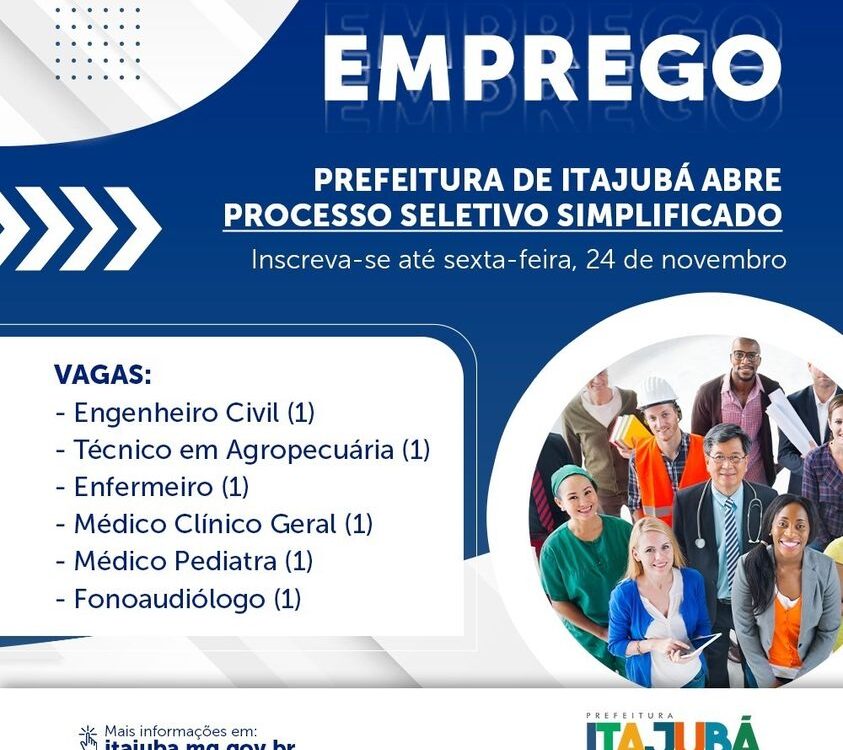 EMPREGO
PREFEITURA DE ITAJUBÁ ABRE
PROCESSO SELETIVO SIMPLIFICADO
Inscreva-se até sexta-feira, 24 de novembro
VAGAS:
- Engenheiro Civil (1)
- Técnico em Agropecuária (1)
- Enfermeiro (1)
- Médico Clínico Geral (1)
- Médico Pediatra (1)
- Fonoaudiólogo (1)
Mais informações em:
itajuba.mg.gov.br
PREFEITURA
ITAJUBÁ